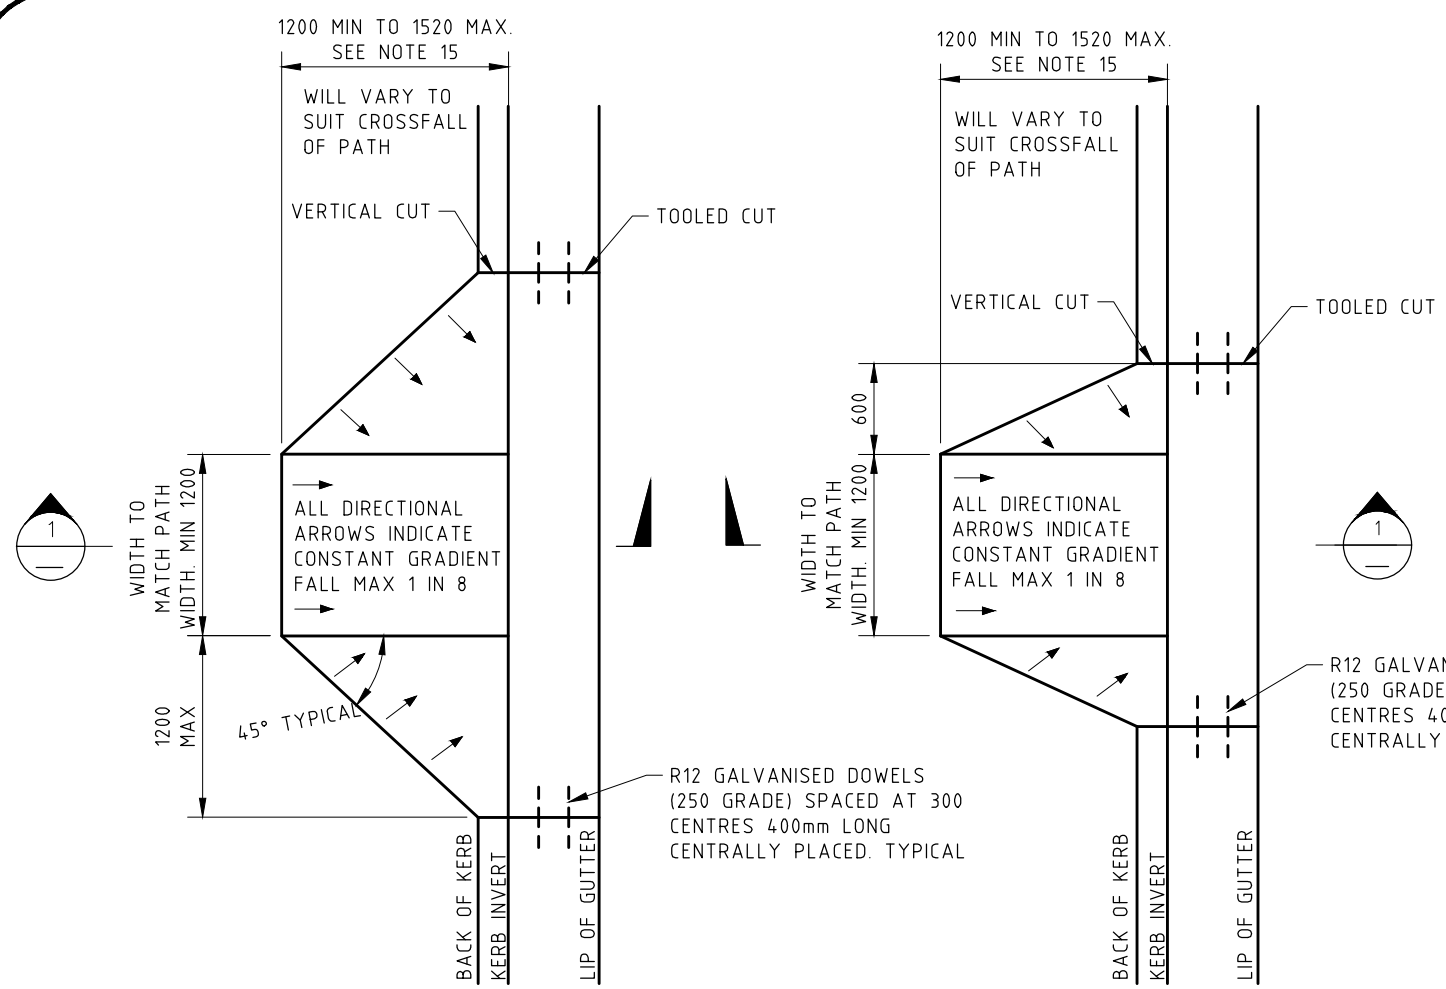 1200 MIN TO 1520 MAX.
SEE NOTE 15
WILL VARY TO
SUIT CROSSFALL
OF PATH
VERTICAL CUT
TOOLED CUT
WIDTH TO
MATCH PATH
WIDTH. MIN 1200
1
ALL DIRECTIONAL
ARROWS INDICATE
CONSTANT GRADIENT
FALL MAX 1 IN 8
1200
MAX
45° TYPICAL
R12 GALVANISED DOWELS
(250 GRADE) SPACED AT 300
CENTRES 400mm LONG
CENTRALLY PLACED. TYPICAL
BACK OF KERB
KERB INVERT
LIP OF GUTTER
1200 MIN TO 1520 MAX.
SEE NOTE 15
WILL VARY TO
SUIT CROSSFALL
OF PATH
VERTICAL CUT
TOOLED CUT
600
WIDTH TO
MATCH PATH
WIDTH. MIN 1200
ALL DIRECTIONAL
ARROWS INDICATE
CONSTANT GRADIENT
FALL MAX 1 IN 8
1
R12
(250 GRADE
CENTRES
CENTRALLY
BACK OF KERB
KERB INVERT
LIP OF GUTTER